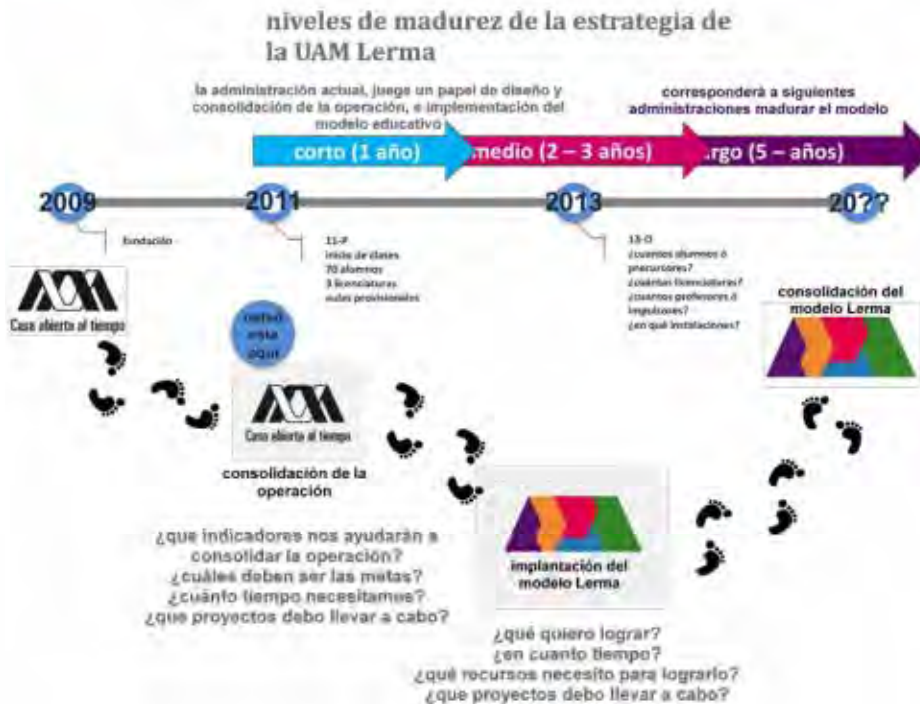 niveles de madurez de la estrategia de
la UAM Lerma
la administración actual, juega un papel de diseño y
consolidación de la operación, e implementación del
modelo educativo
corresponderá a siguientes
administraciones madurar el modelo
corto (1 año)
medio (2 – 3 años)
rgo (5 – años)
2009
2011
2013
20??
fundación
11-P
inicio de clases
70 alumnos
3 licenciaturas
aulas provisionales
13-O
¿cuantos alumnos ó
precursores?
¿cuántas licenciaturas?
¿cuantos profesores ó
impulsores?
¿en qué instalaciones?
Casa abierta al tiempo
usted
esta
aquí
consolidación del
modelo Lerma
Casa abierta al tiempo
consolidación de la
operación
¿que indicadores nos ayudarán a
consolidar la operación?
¿cuáles deben ser las metas?
¿cuánto tiempo necesitamos?
¿que proyectos debo llevar a cabo?
implantación del
modelo Lerma
¿qué quiero lograr?
¿en cuanto tiempo?
¿qué recursos necesito para lograrlo?
¿que proyectos debo llevar a cabo?